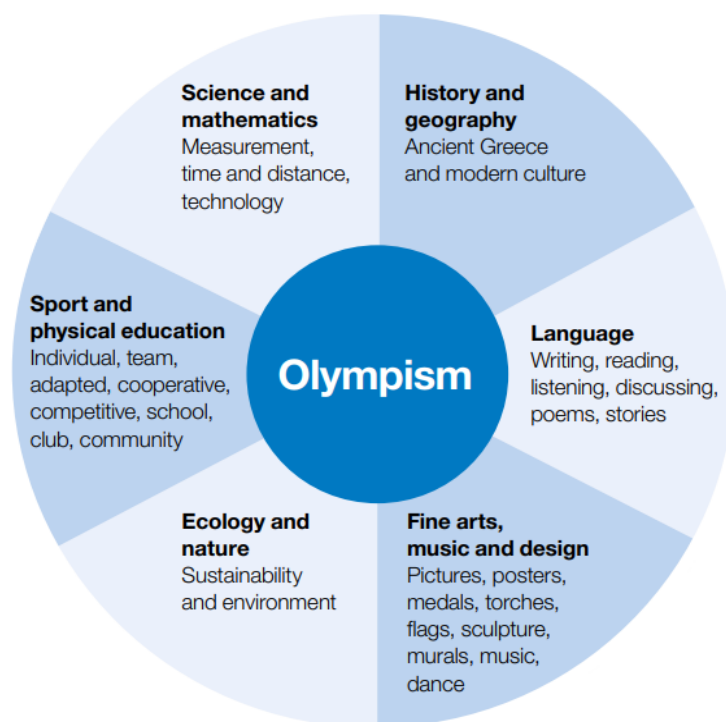 Science and
mathematics
Measurement,
time and distance,
technology
History and
geography
Ancient Greece
and modern culture
Sport and
physical education
Individual, team,
adapted, cooperative,
competitive, school,
club, community
Olympism
Language
Writing, reading,
listening, discussing,
poems, stories
Ecology and
nature
Sustainability
and environment
Fine arts,
music and design
Pictures, posters,
medals, torches,
flags, sculpture,
murals, music,
dance